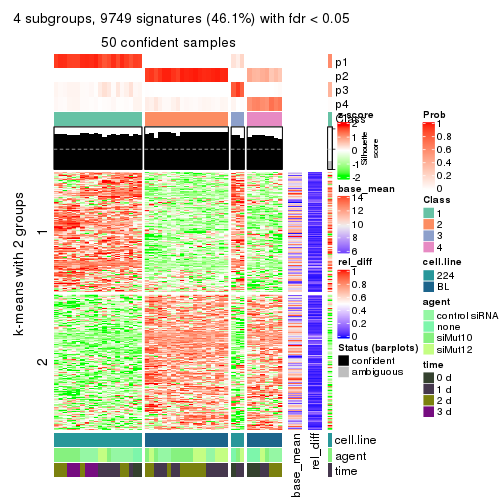 4 subgroups, 9749 signatures (46.1%) with fdr < 0.05
50 confident samples
p1
p2
p3
p4
Class
Silhouette
score
k-means with 2 groups
1
2
cell.line
agent
time
base_mean
rel_diff
z-score
2
1
0
-1
-2
base_mean
14
12
10
8
6
rel_diff
1
0.8
0.6
0.4
0.2
0
Status (barplots)
confident
ambiguous
Prob
1
0.8
0.6
0.4
0.2
0
Class
1
2
3
4
cell.line
224
BL
agent
control siRNA
none
siMut10
siMut12
time
0 d
1 d
2 d
3 d